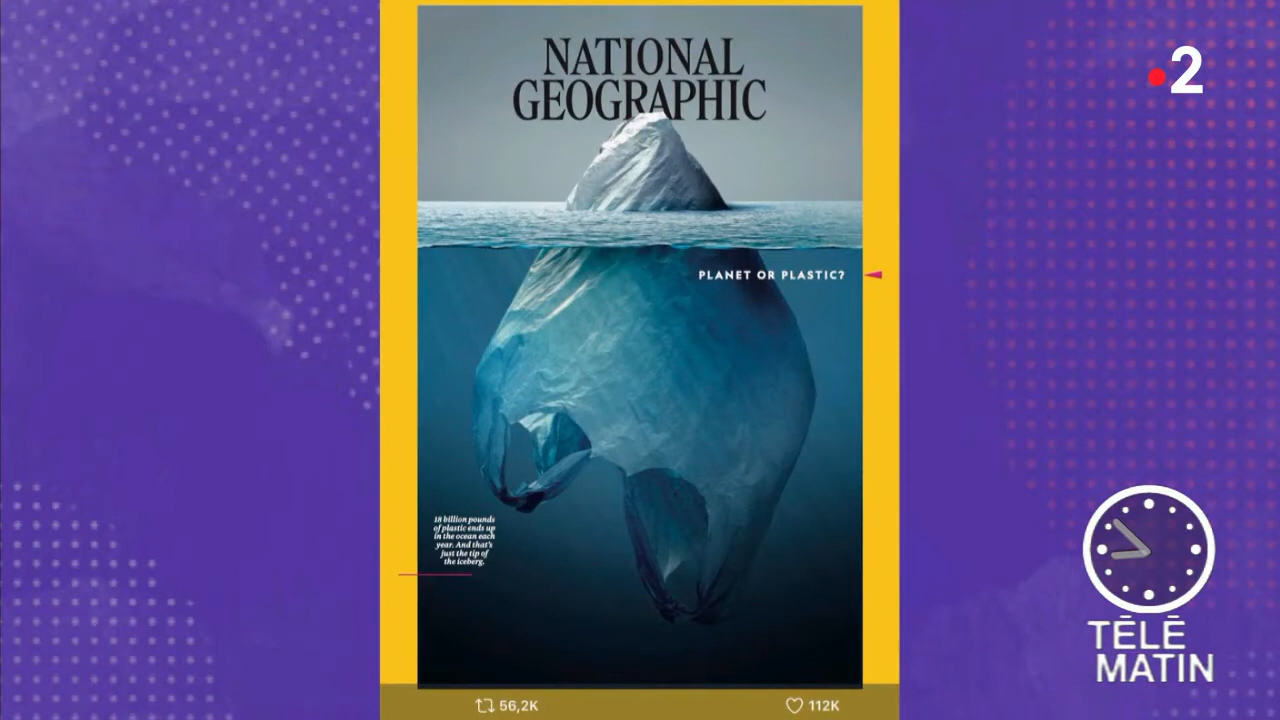 NATIONAL
GEOGRAPHIC
2
PLANET OR PLASTIC?
18 billion pounds
of plastic ends up
in the ocean each
year. And that's
just the tip of
the iceberg.
TÉLÉ
MATIN
56,2K
112K